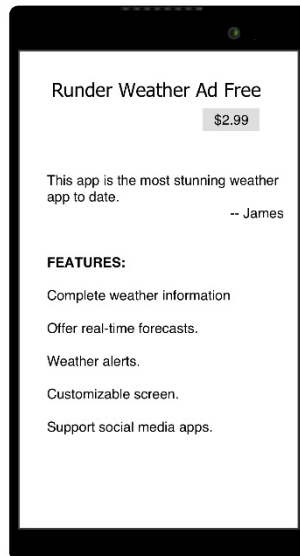 Runder Weather Ad Free
$2.99
This app is the most stunning weather
app to date.
-- James
FEATURES:
Complete weather information
Offer real-time forecasts.
Weather alerts.
Customizable screen.
Support social media apps.